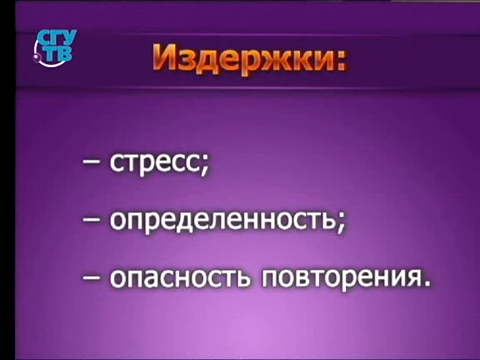 СГУ
ТВ
Издержки:
– стресс;
– определенность;
– опасность повторения.